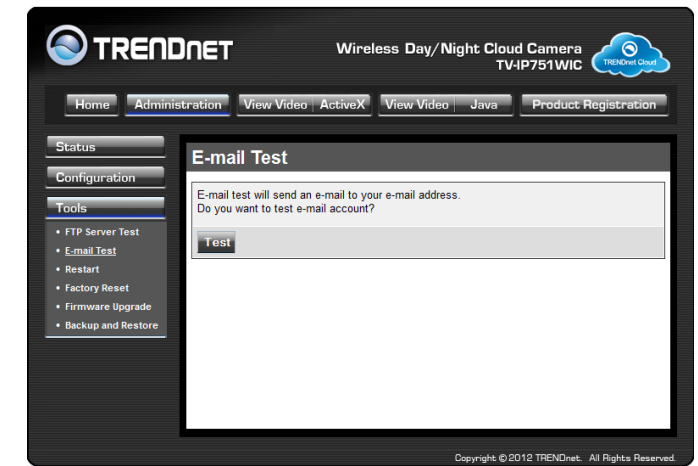 TRENDNET
Wireless Day/Night Cloud Camera
TV-IP751WIC
TRENDnet Cloud
Home Administration View Video ActiveX View Video Java Product Registration
Status
Configuration
Tools
• FTP Server Test
• E-mail Test
• Restart
• Factory Reset
• Firmware Upgrade
• Backup and Restore
E-mail Test
E-mail test will send an e-mail to your e-mail address.
Do you want to test e-mail account?
Test
Copyright © 2012 TRENDnet. All Rights Reserved.